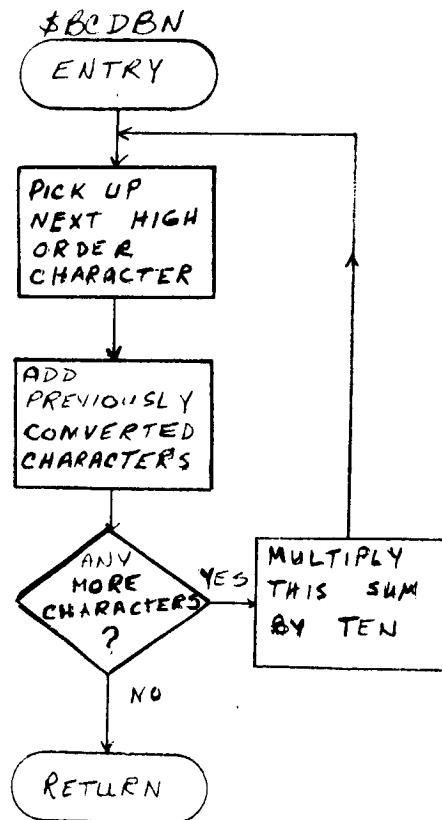 $BCDBN
ENTRY
PICK UP
NEXT HIGH
ORDER
CHARACTER
ADD
PREVIOUSLY
COMVERTED
CHARACTERS
ANY
MORE
CHARACTERS
?
YES
MULTIPLY
THIS SUM
BY TEN
NO
RETURN